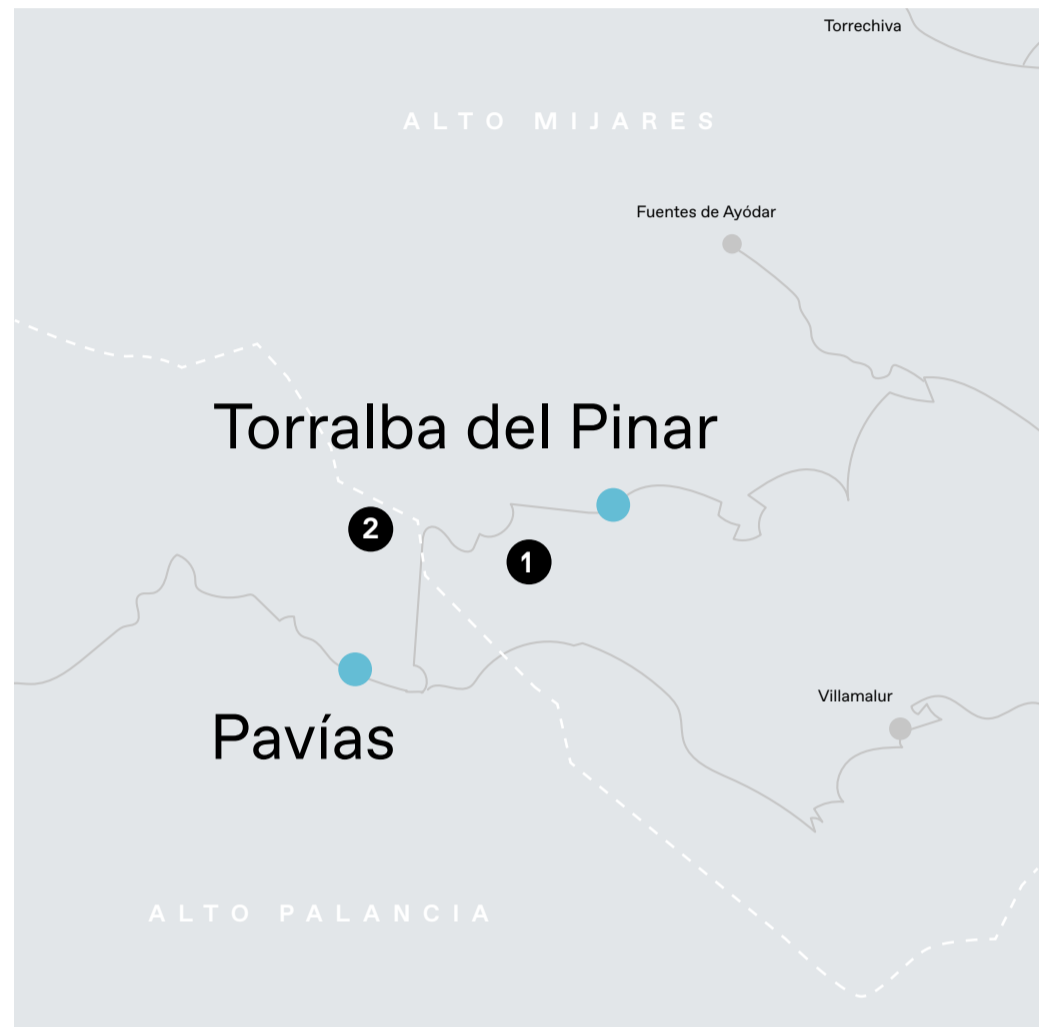 Torrechiva
ALTO MIJARES
Fuentes de Ayódar
Torralba del Pinar
2
1
Villamalur
Pavías
ALTO PALANCIA